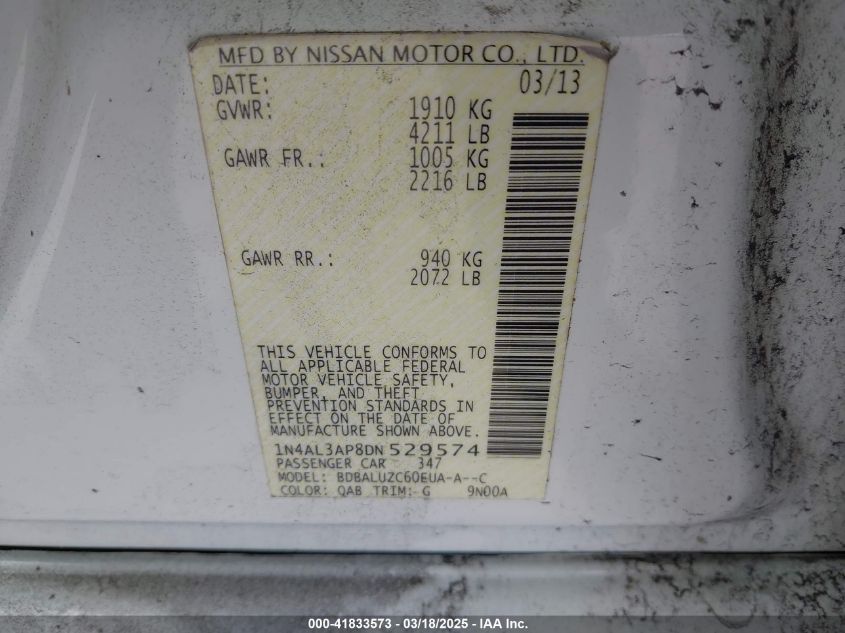 MFD BY NISSAN MOTOR CO., LTD.
DATE: 03/13
GVWR: 1910 KG
4211 LB
GAWR FR.: 1005 KG
2216 LB
GAWR RR.: 940 KG
2072 LB
THIS VEHICLE CONFORMS TO
ALL APPLICABLE FEDERAL
MOTOR VEHICLE SAFETY,
BUMPER, AND THEFT
PREVENTION STANDARDS IN
EFFECT ON THE DATE OF
MANUFACTURE SHOWN ABOVE.
1N4AL3AP8DN529574
PASSENGER CAR 347
MODEL: BDBALUZC60EUA-A--C
COLOR: QAB TRIM: G 9N00A
000-41833573 - 03/18/2025 - IAA Inc.